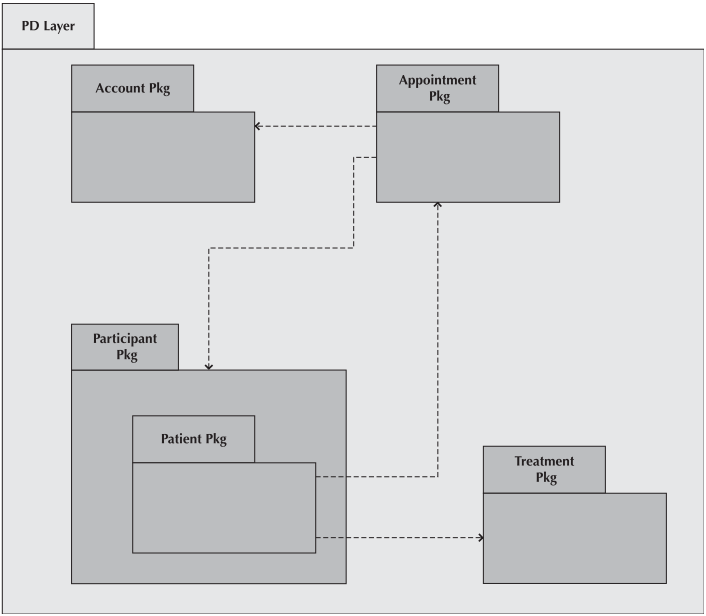 PD Layer
Account Pkg
Appointment
Pkg
Participant
Pkg
Patient Pkg
Treatment
Pkg